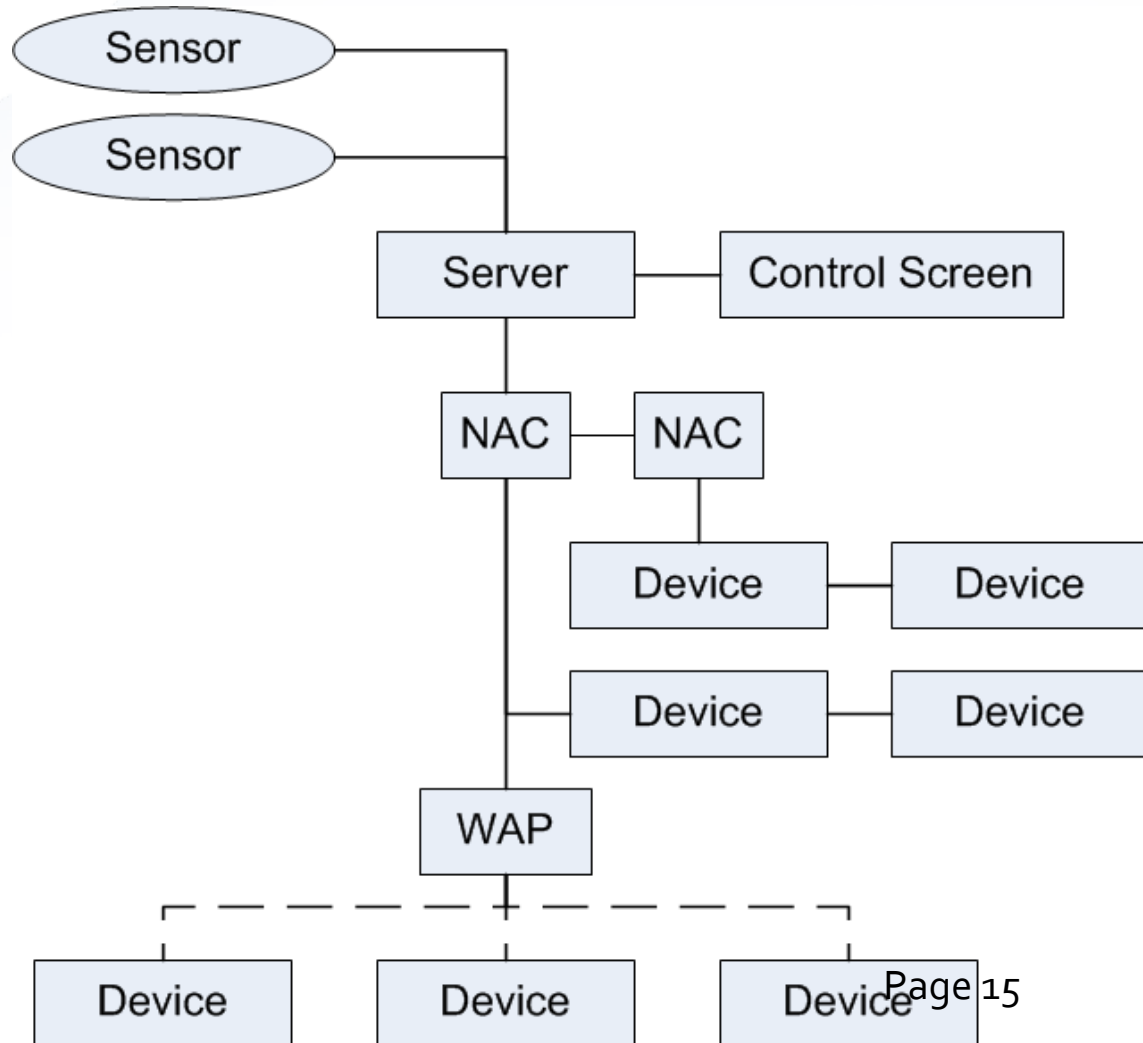 Sensor
Sensor
Server
Control Screen
NAC
NAC
Device
Device
Device
Device
WAP
Device
Device
Device
Page 15